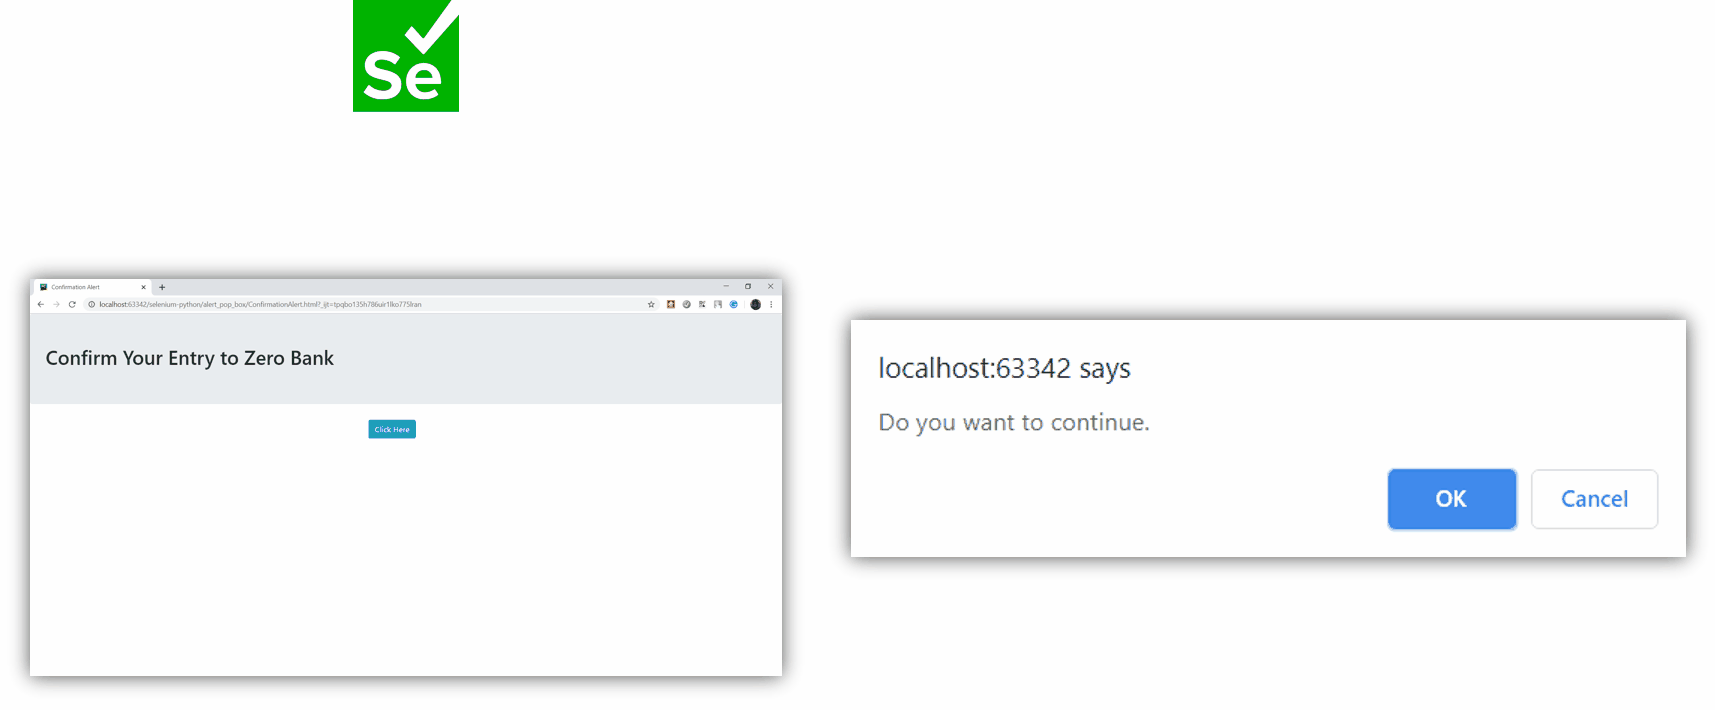 Se
Confirmation Alert
localhost:63342/selenium-python/alert_pop_box/ConfirmationAlert.html?_ijt=tpqbo135h786uir1lko775lran
Confirm Your Entry to Zero Bank
Click Here
localhost:63342 says
Do you want to continue.
OK Cancel